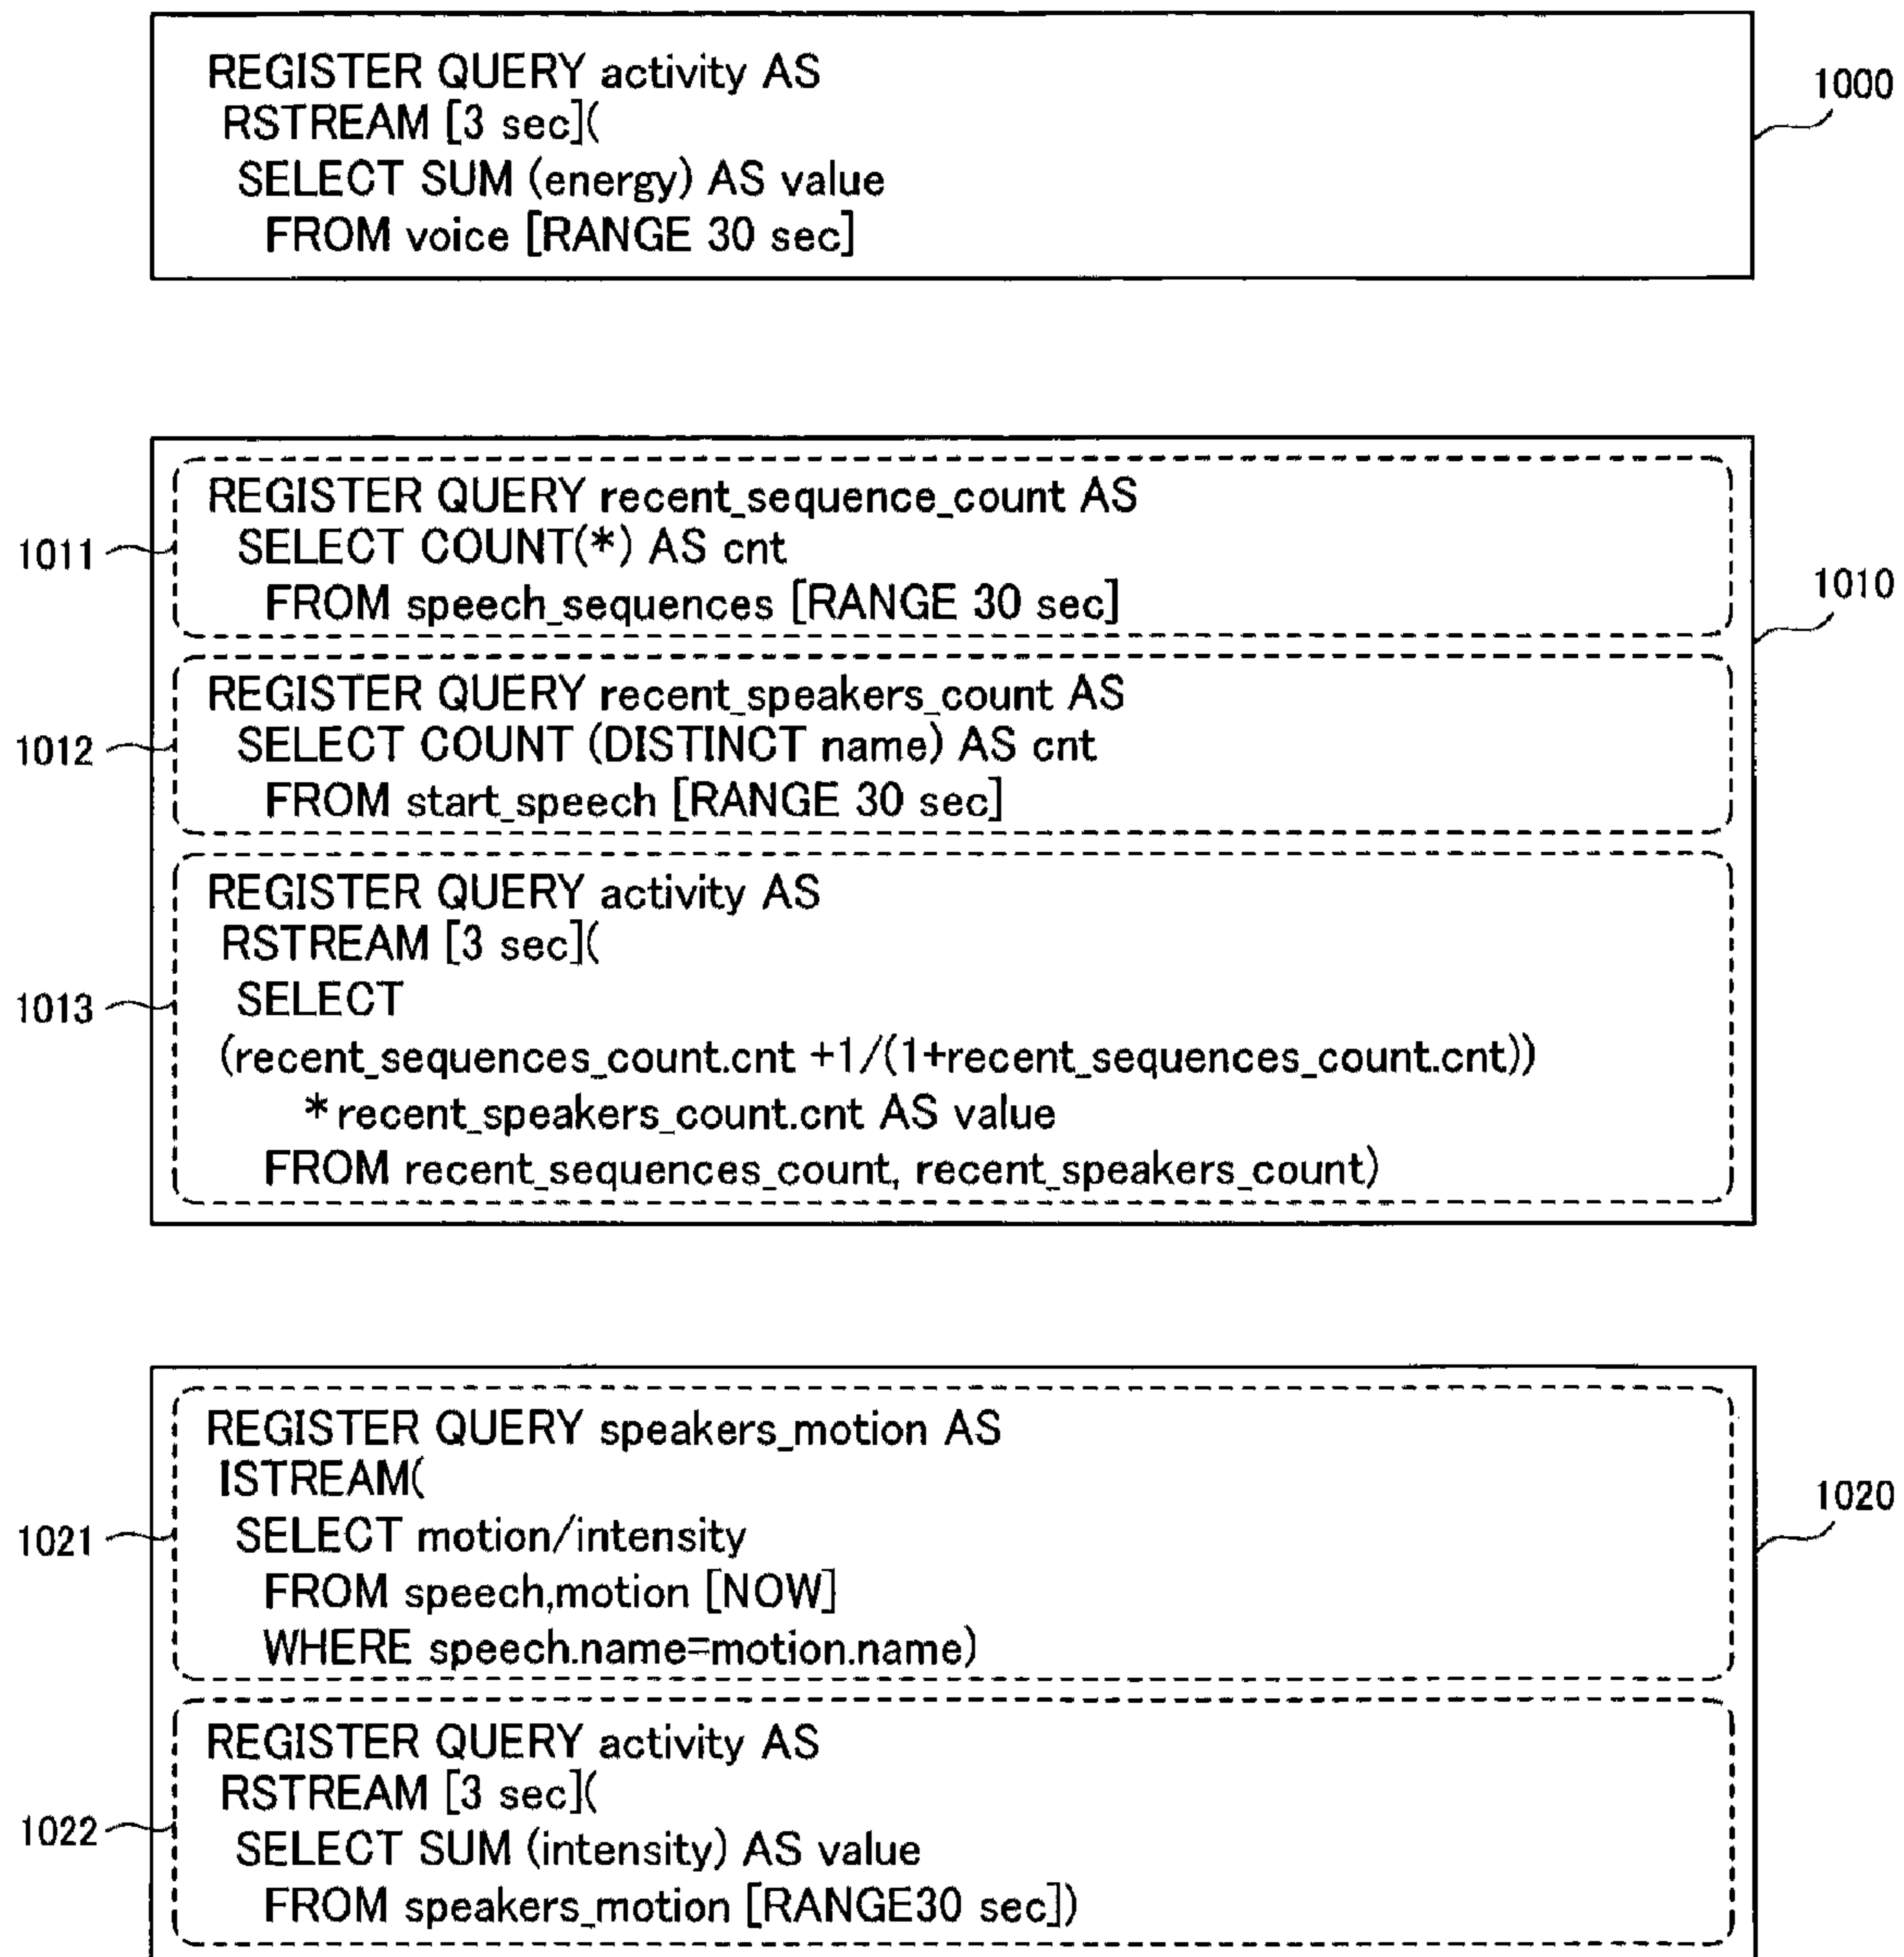 REGISTER QUERY activity AS
RSTREAM [3 sec](
SELECT SUM (energy) AS value
FROM voice [RANGE 30 sec]
1000
REGISTER QUERY recent_sequence_count AS
SELECT COUNT(*) AS cnt
FROM speech_sequences [RANGE 30 sec]
1011
1010
REGISTER QUERY recent_speakers_count AS
SELECT COUNT (DISTINCT name) AS cnt
FROM start_speech [RANGE 30 sec]
1012
REGISTER QUERY activity AS
RSTREAM [3 sec](
SELECT
(recent_sequences_count.cnt +1/(1+recent_sequences_count.cnt))
*recent_speakers_count.cnt AS value
FROM recent_sequences_count, recent_speakers_count)
1013
REGISTER QUERY speakers_motion AS
ISTREAM(
SELECT motion/intensity
FROM speech,motion [NOW]
WHERE speech.name=motion.name)
1021
1020
REGISTER QUERY activity AS
RSTREAM [3 sec](
SELECT SUM (intensity) AS value
FROM speakers_motion [RANGE30 sec])
1022